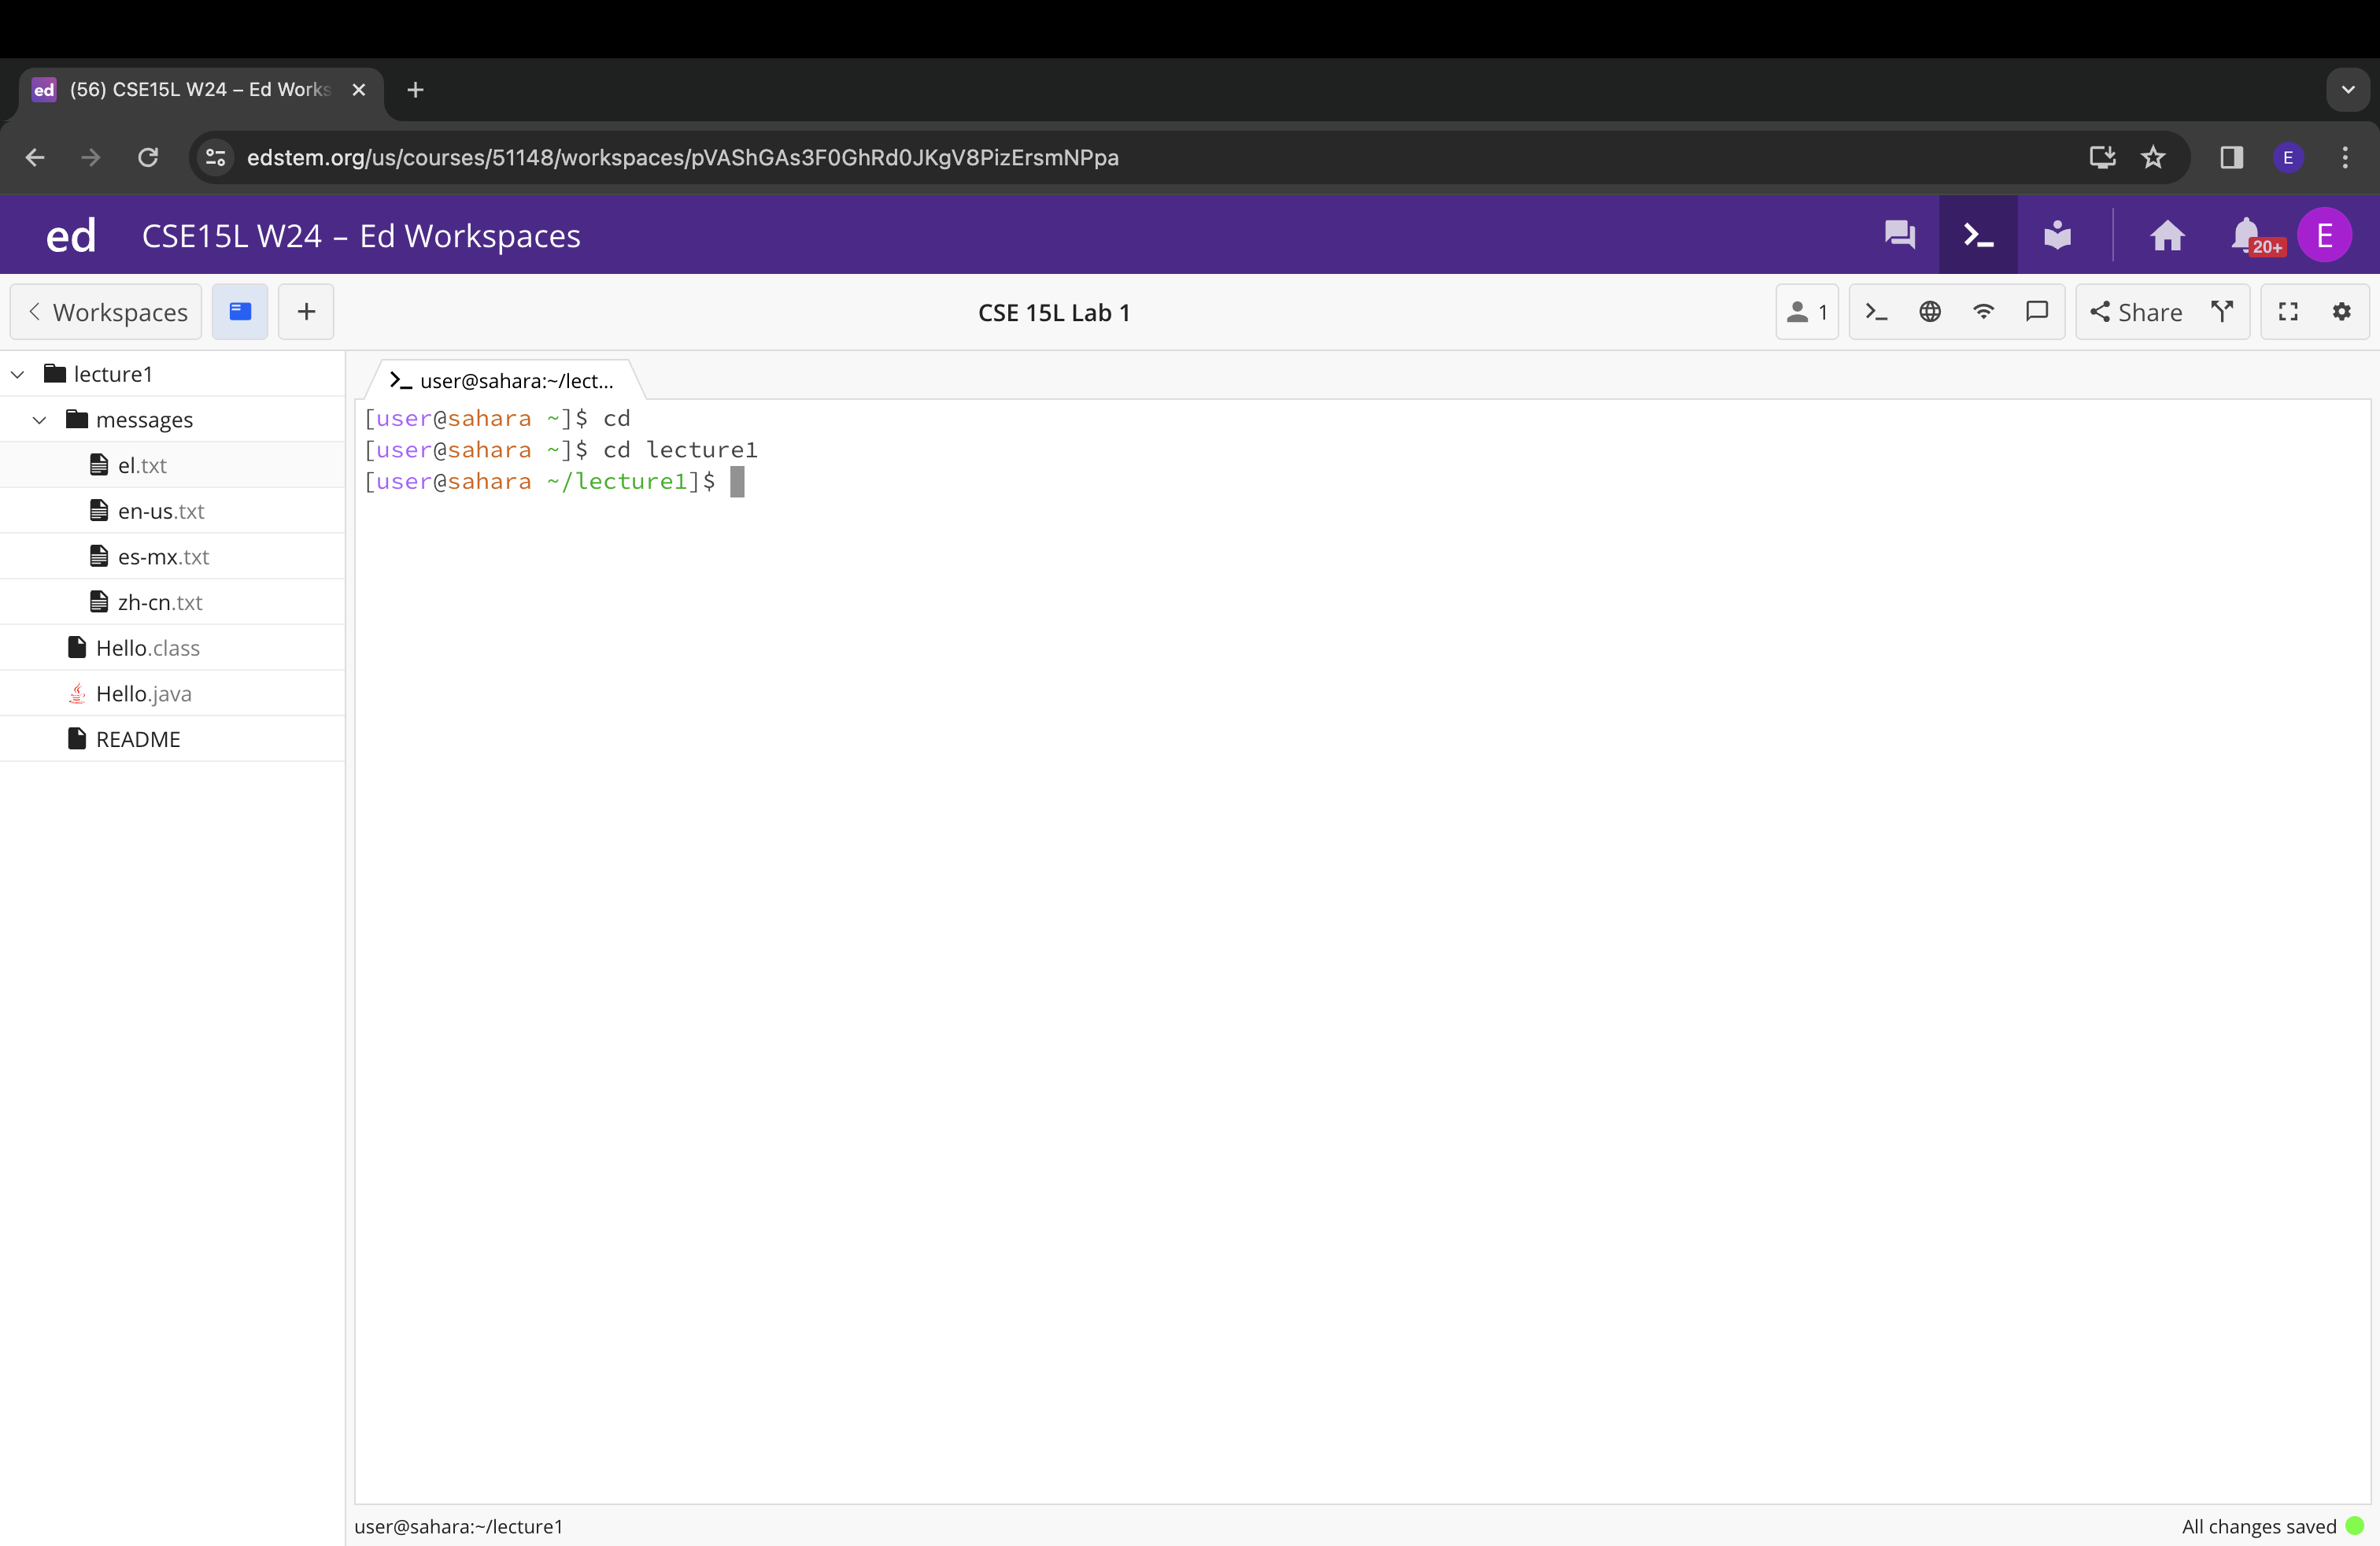 ed (56) CSE15L W24 – Ed Works
edstem.org/us/courses/51148/workspaces/pVAShGAs3F0GhRd0JKgV8PizErsmNPpa
E
ed CSE15L W24 – Ed Workspaces
20+
E
Workspaces
CSE 15L Lab 1
1
Share
lecture1
messages
el.txt
en-us.txt
es-mx.txt
zh-cn.txt
Hello.class
Hello.java
README
user@sahara:~/lect...
[user@sahara ~]$ cd
[user@sahara ~]$ cd lecture1
[user@sahara ~/lecture1]$
user@sahara:~/lecture1
All changes saved